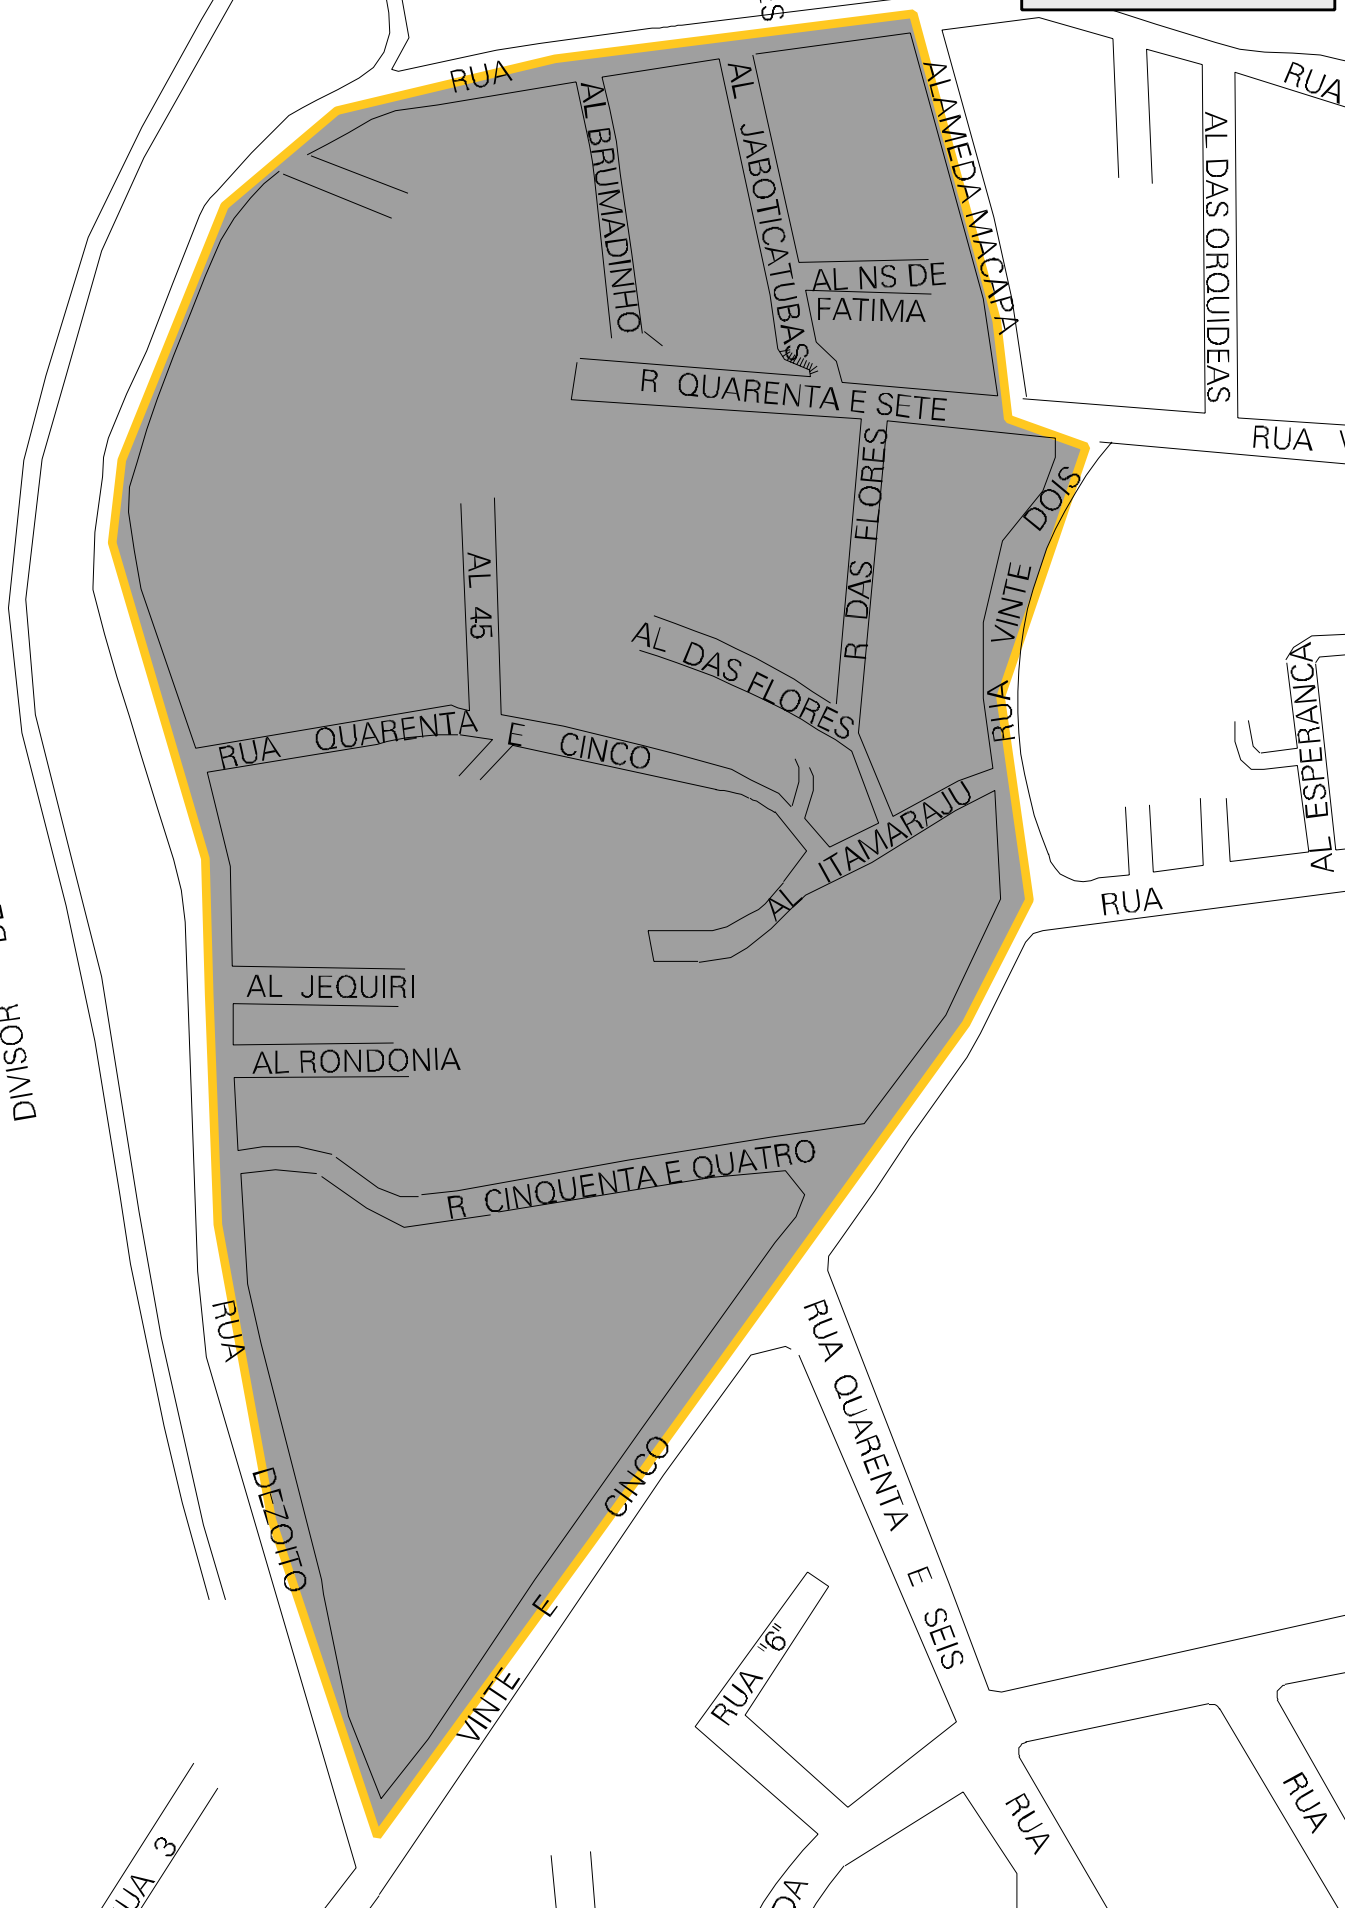 RUA
AL BRUMADINHO
AL JABOTICATUBAS
ALAMEDA MACAPA
AL DAS ORQUIDEAS
RUA
AL NS DE
FATIMA
R QUARENTA E SETE
RUA
R DAS FLORES
RUA VINTE DOIS
AL 45
AL DAS FLORES
RUA QUARENTA E CINCO
AL ITAMARAJU
AL ESPERANCA
RUA
AL JEQUIRI
AL RONDONIA
DIVISOR
R CINQUENTA E QUATRO
RUA DEZOITO
VINTE E CINCO
RUA QUARENTA E SEIS
RUA "6"
RUA
RUA
3